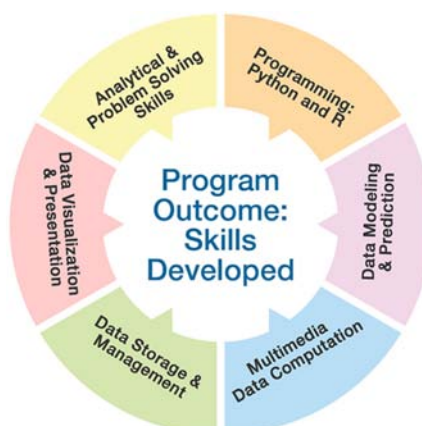 Program
Outcome:
Skills
Developed
Programming:
Python and R
Data Modeling
& Prediction
Multimedia
Data Computation
Data Storage &
Management
Data Visualization
& Presentation
Analytical &
Problem Solving
Skills